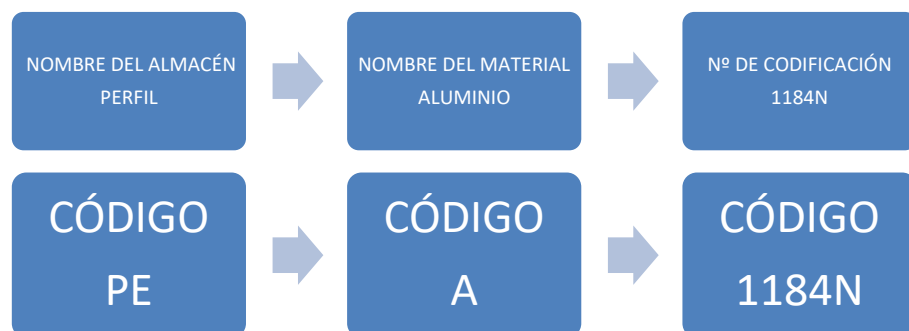 NOMBRE DEL ALMACÉN
PERFIL
NOMBRE DEL MATERIAL
ALUMINIO
Nº DE CODIFICACIÓN
1184N
CÓDIGO
PE
CÓDIGO
A
CÓDIGO
1184N